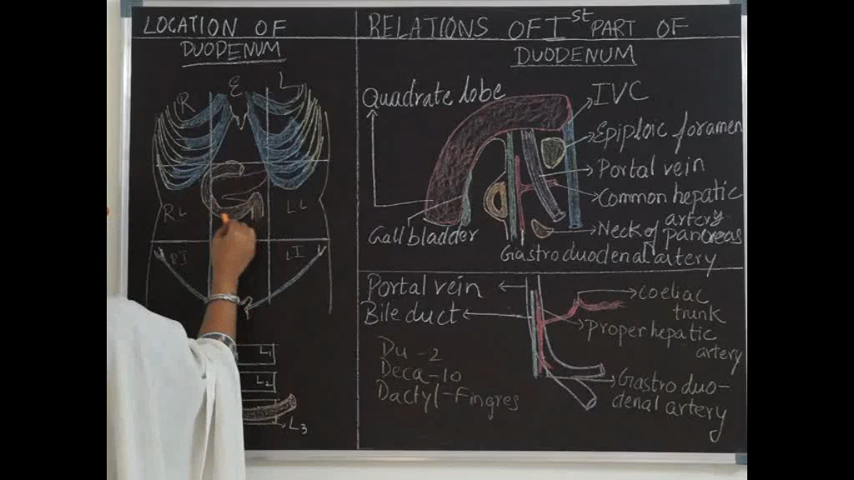 LOCATION OF
DUODENUM
R
E
L
RL
LL
RI
LI
L1
L2
L3
RELATIONS OF Ist PART OF
DUODENUM
Quadrate lobe
IVC
Epiploic foramen
Portal vein
Common hepatic
artery
Neck of pancreas
Gall bladder
Gastroduodenal artery
Portal vein
Bile duct
Du - 2
Deca - 10
Dactyl - Fingres
Coeliac
trunk
Proper hepatic
artery
Gastro duo-
denal artery